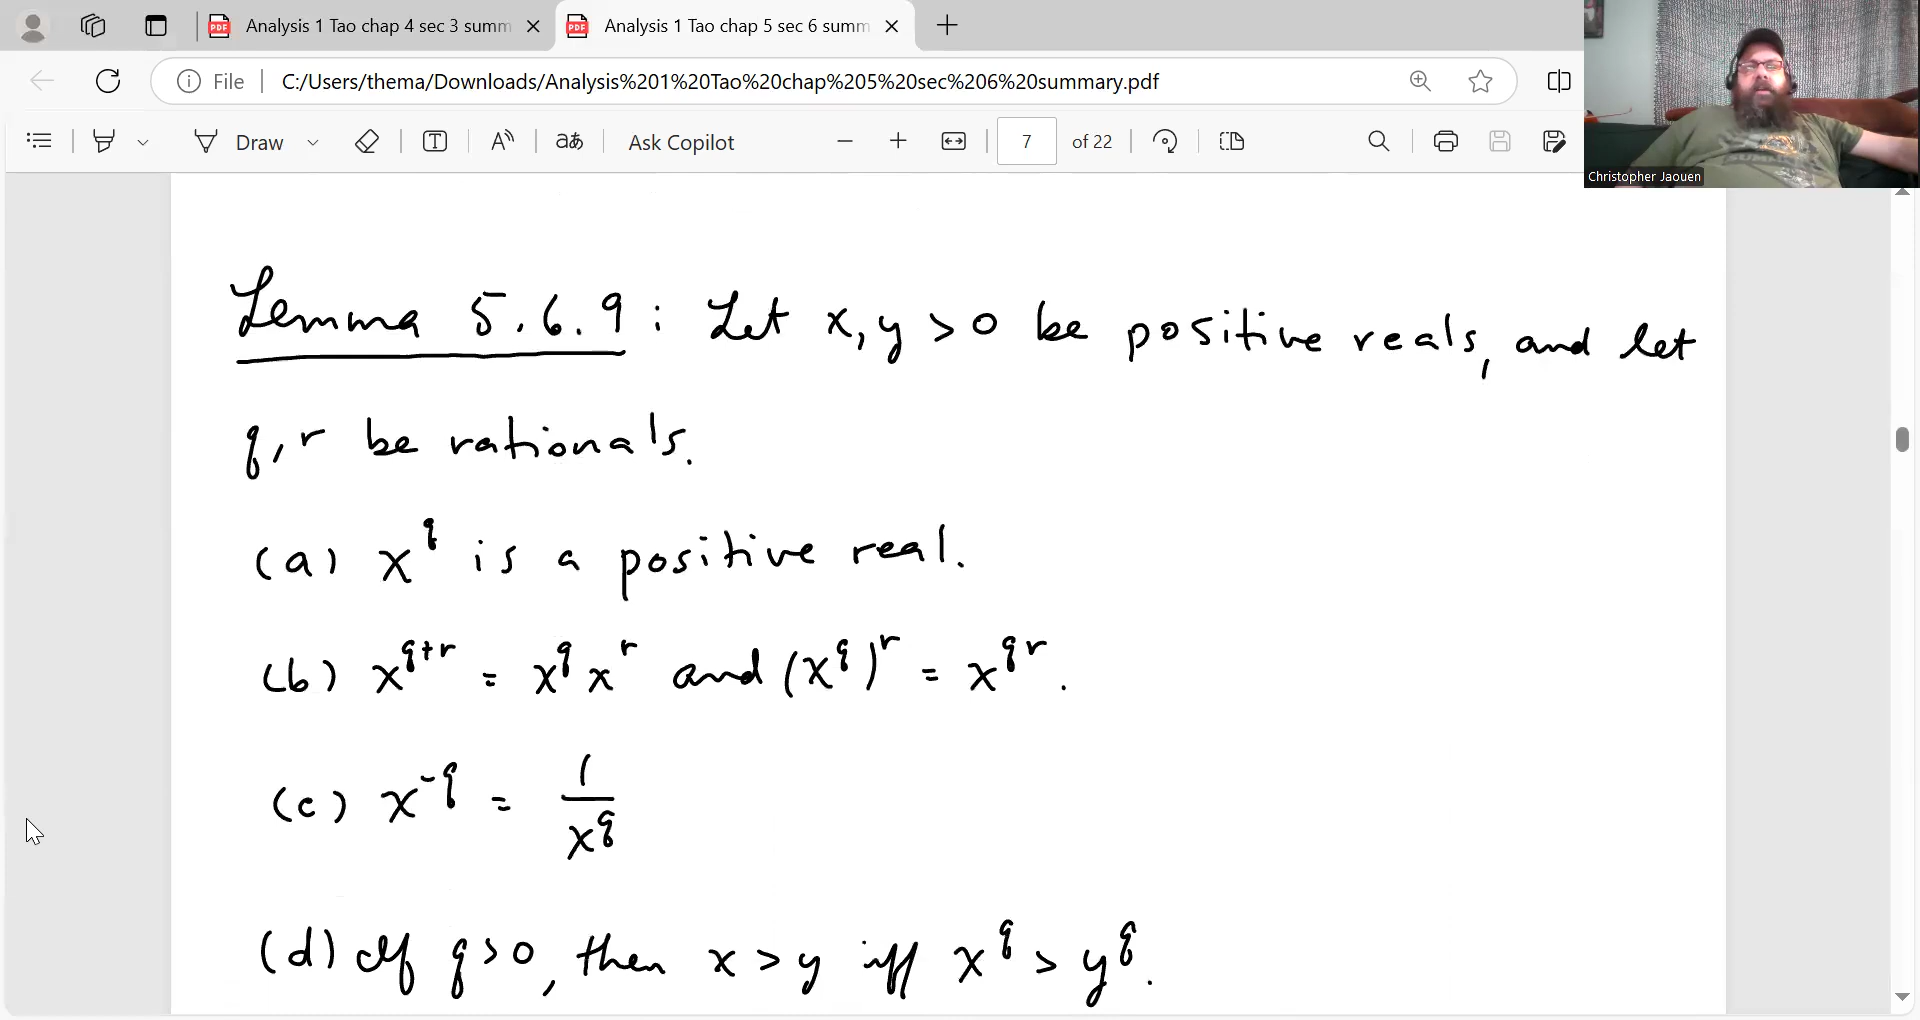 Analysis 1 Tao chap 4 sec 3 summ
Analysis 1 Tao chap 5 sec 6 summ
File
C:/Users/thema/Downloads/Analysis%201%20Tao%20chap%205%20sec%206%20summary.pdf
Draw
Ask Copilot
7 of 22
Christopher Jaouen
Lemma 5.6.9 : Let x, y > 0 be positive reals, and let
q, r be rationals.
(a) x^q is a positive real.
(b) x^{q+r} = x^q x^r and (x^q)^r = x^{qr}.
(c) x^{-q} = 1/x^q
(d) If q > 0, then x > y iff x^q > y^q.